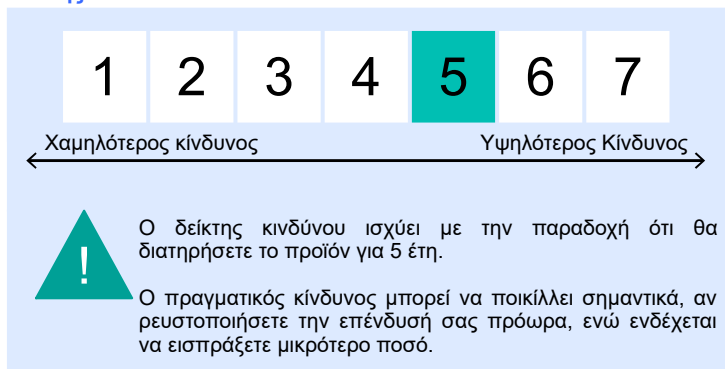 1 2 3 4 5 6 7
Χαμηλότερος κίνδυνος Υψηλότερος Κίνδυνος
!
Ο δείκτης κινδύνου ισχύει με την παραδοχή ότι θα
διατηρήσετε το προϊόν για 5 έτη.
Ο πραγματικός κίνδυνος μπορεί να ποικίλλει σημαντικά, αν
ρευστοποιήσετε την επένδυσή σας πρόωρα, ενώ ενδέχεται
να εισπράξετε μικρότερο ποσό.